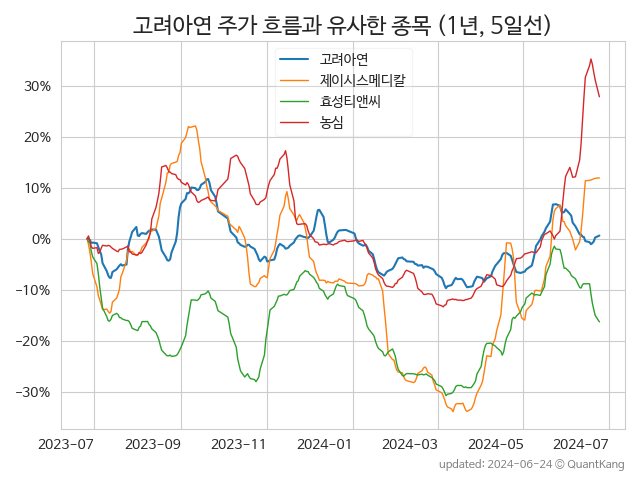 고려아연 주가 흐름과 유사한 종목 (1년, 5일선)
고려아연
제이시스메디칼
효성티앤씨
농심
30%
20%
10%
0%
−10%
−20%
−30%
2023-07 2023-09 2023-11 2024-01 2024-03 2024-05 2024-07
updated: 2024-06-24 © QuantKang